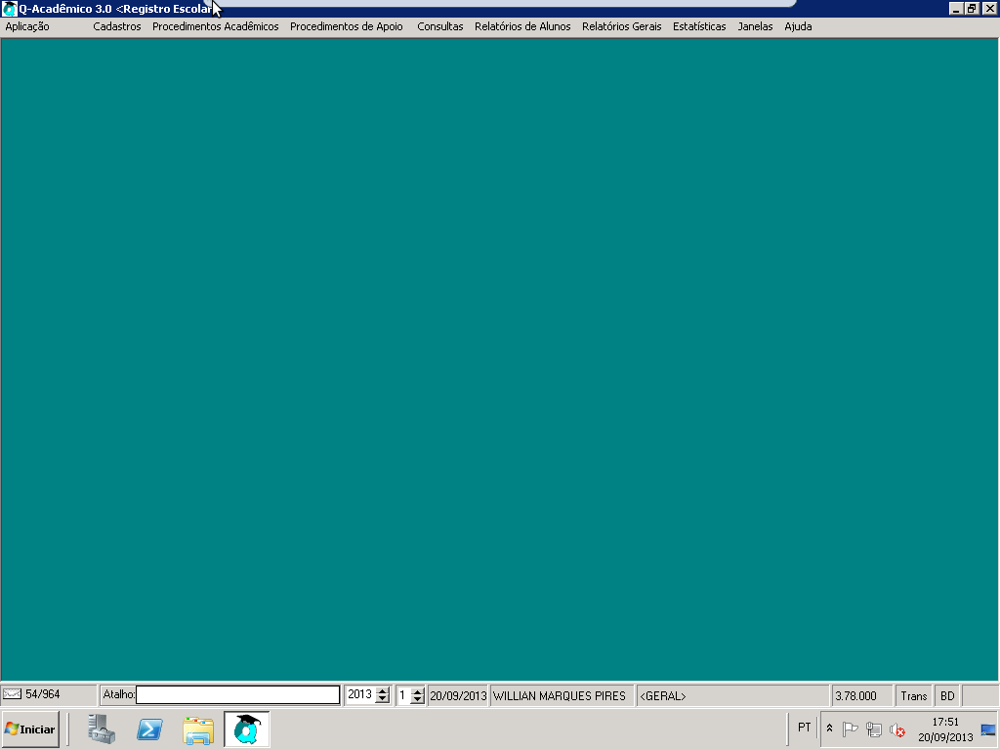 Q-Acadêmico 3.0 <Registro Escolar
Aplicação Cadastros Procedimentos Acadêmicos Procedimentos de Apoio Consultas Relatórios de Alunos Relatórios Gerais Estatísticas Janelas Ajuda
54/964 Atalho: 2013 1 20/09/2013 WILLIAN MARQUES PIRES <GERAL> 3.78.000 Trans BD
Iniciar PT 17:51
20/09/2013